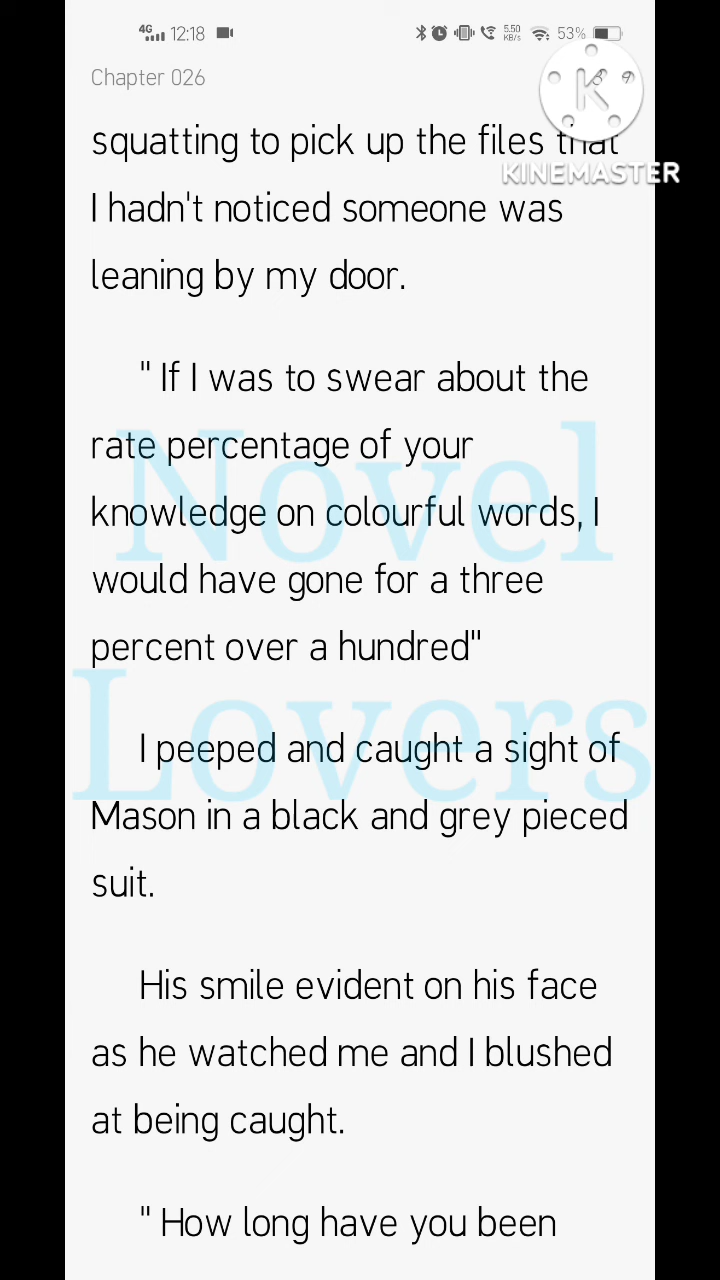 4G 12:18 5.50 KB/s 53%
Chapter 026
K
KINEMASTER
squatting to pick up the files that
I hadn't noticed someone was
leaning by my door.
" If I was to swear about the
rate percentage of your
knowledge on colourful words, I
would have gone for a three
percent over a hundred"
I peeped and caught a sight of
Mason in a black and grey pieced
suit.
His smile evident on his face
as he watched me and I blushed
at being caught.
" How long have you been
Novel
Lovers